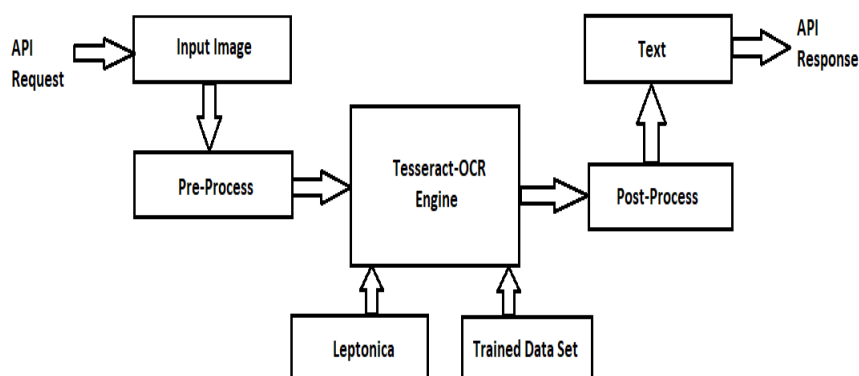 API
Request
Input Image
Pre-Process
Tesseract-OCR
Engine
Leptonica
Trained Data Set
Post-Process
Text
API
Response